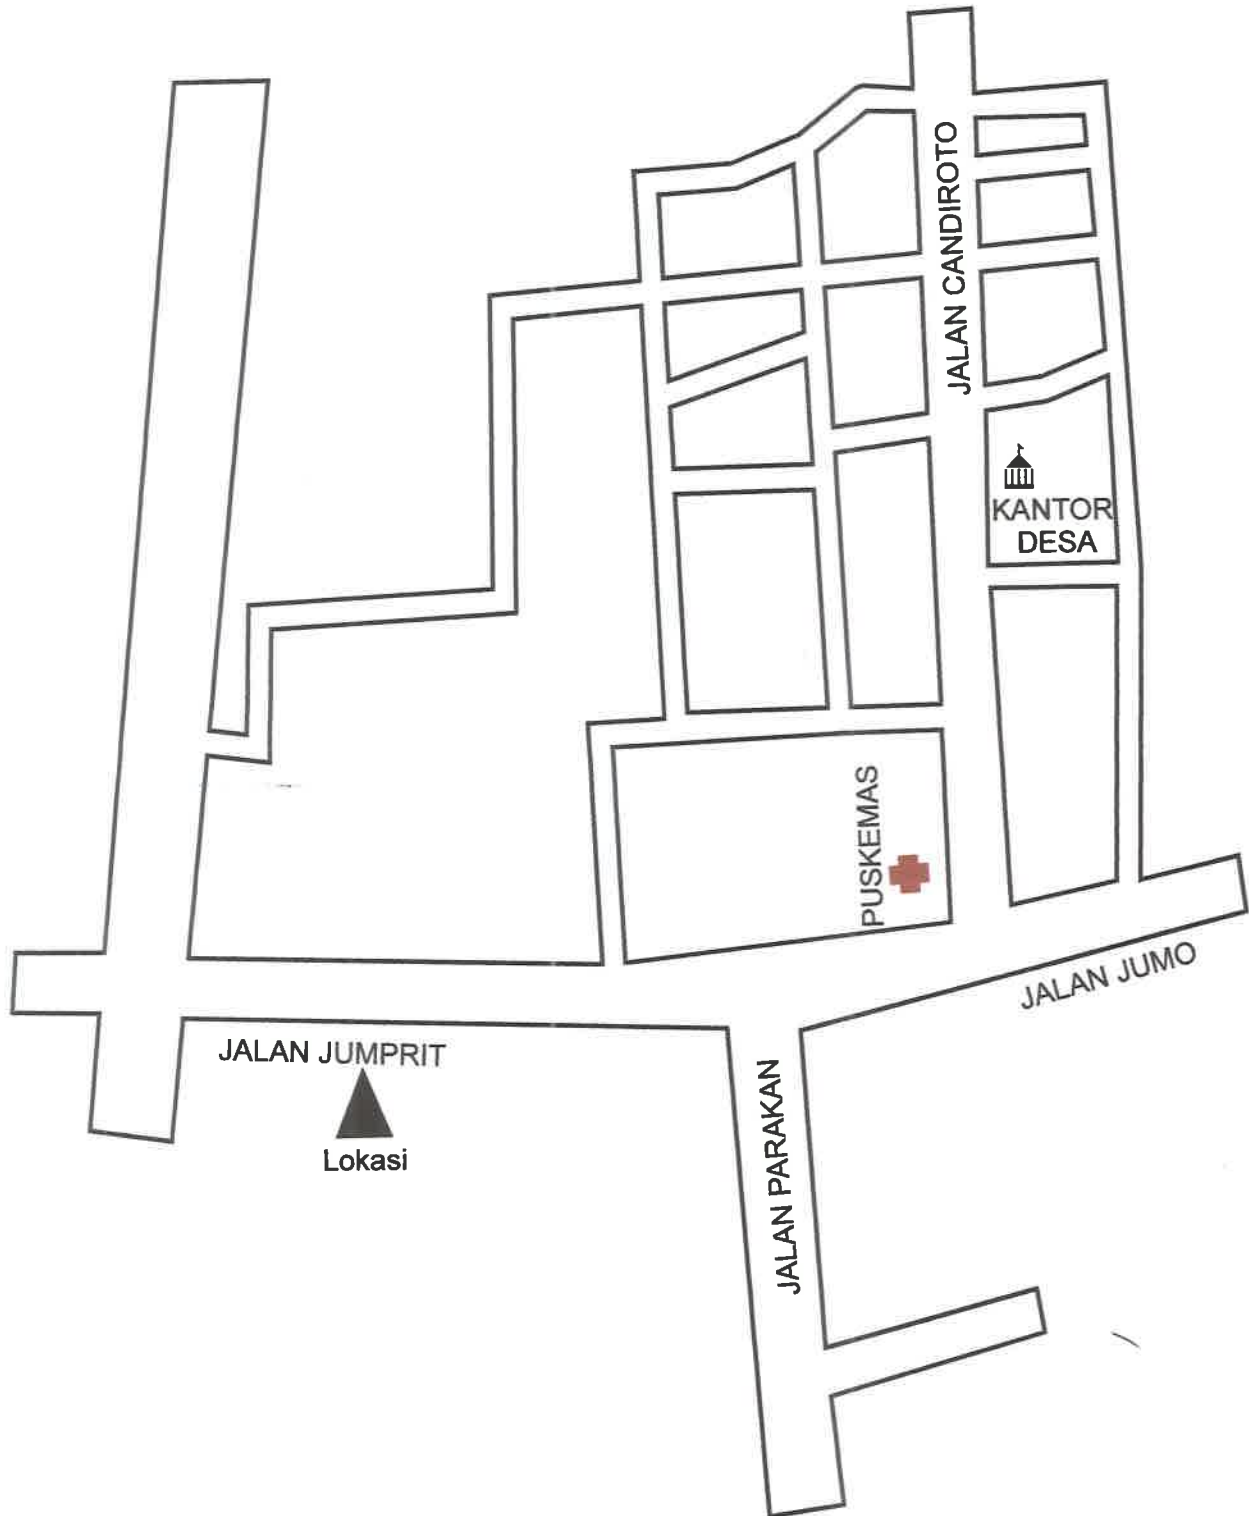 JALAN CANDIROTO
KANTOR
DESA
PUSKEMAS
JALAN JUMO
JALAN JUMPRIT
Lokasi
JALAN PARAKAN